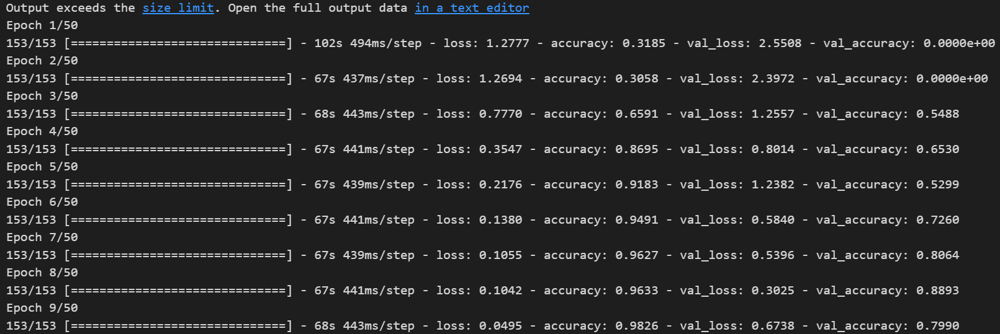 Output exceeds the size limit. Open the full output data in a text editor
Epoch 1/50
153/153 [==============================] - 102s 494ms/step - loss: 1.2777 - accuracy: 0.3185 - val_loss: 2.5508 - val_accuracy: 0.0000e+00
Epoch 2/50
153/153 [==============================] - 67s 437ms/step - loss: 1.2694 - accuracy: 0.3058 - val_loss: 2.3972 - val_accuracy: 0.0000e+00
Epoch 3/50
153/153 [==============================] - 68s 443ms/step - loss: 0.7770 - accuracy: 0.6591 - val_loss: 1.2557 - val_accuracy: 0.5488
Epoch 4/50
153/153 [==============================] - 67s 441ms/step - loss: 0.3547 - accuracy: 0.8695 - val_loss: 0.8014 - val_accuracy: 0.6530
Epoch 5/50
153/153 [==============================] - 67s 439ms/step - loss: 0.2176 - accuracy: 0.9183 - val_loss: 1.2382 - val_accuracy: 0.5299
Epoch 6/50
153/153 [==============================] - 67s 441ms/step - loss: 0.1380 - accuracy: 0.9491 - val_loss: 0.5840 - val_accuracy: 0.7260
Epoch 7/50
153/153 [==============================] - 67s 439ms/step - loss: 0.1055 - accuracy: 0.9627 - val_loss: 0.5396 - val_accuracy: 0.8064
Epoch 8/50
153/153 [==============================] - 67s 441ms/step - loss: 0.1042 - accuracy: 0.9633 - val_loss: 0.3025 - val_accuracy: 0.8893
Epoch 9/50
153/153 [==============================] - 68s 443ms/step - loss: 0.0495 - accuracy: 0.9826 - val_loss: 0.6738 - val_accuracy: 0.7990